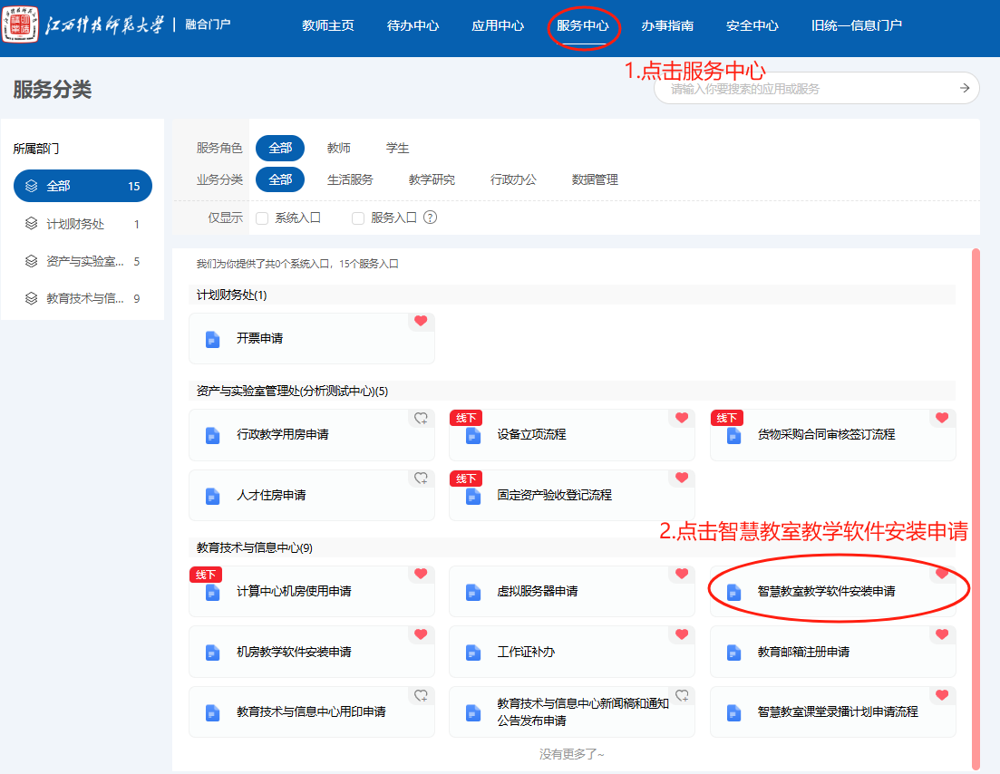 江西科技师范大学 | 融合门户
教师主页 待办中心 应用中心 服务中心 办事指南 安全中心 旧统一信息门户
1.点击服务中心
服务分类
请输入你要搜索的应用或服务
所属部门
全部 15
计划财务处 1
资产与实验室... 5
教育技术与信... 9
服务角色 全部 教师 学生
业务分类 全部 生活服务 教学研究 行政办公 数据管理
仅显示 系统入口 服务入口 ?
我们为你提供了共0个系统入口，15个服务入口
计划财务处(1)
开票申请
资产与实验室管理处(分析测试中心)(5)
行政教学用房申请
线下
设备立项流程
线下
货物采购合同审核签订流程
人才住房申请
线下
固定资产验收登记流程
2.点击智慧教室教学软件安装申请
教育技术与信息中心(9)
线下
计算中心机房使用申请
虚拟服务器申请
智慧教室教学软件安装申请
机房教学软件安装申请
工作证补办
教育邮箱注册申请
教育技术与信息中心用印申请
教育技术与信息中心新闻稿和通知
公告发布申请
智慧教室课堂录播计划申请流程
没有更多了~